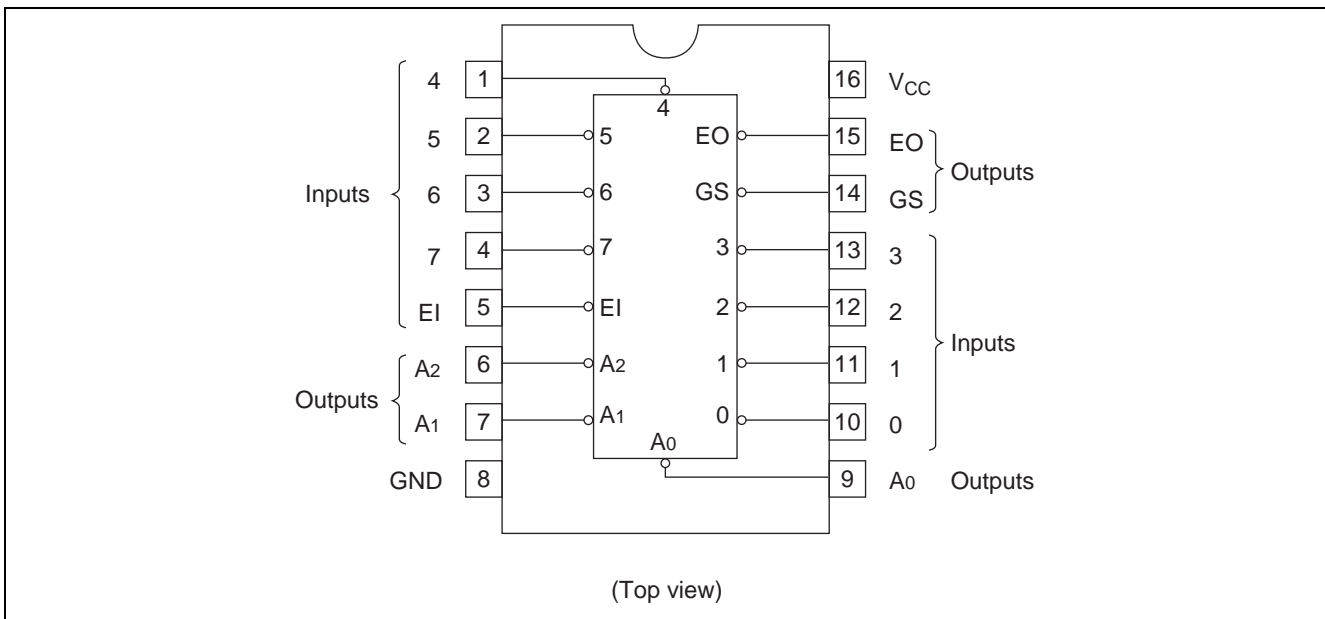 4 1 16 VCC
4
5 2 5 EO 15 EO
Outputs
6 3 6 GS 14 GS
Inputs
7 4 7 3 13 3
EI 5 EI 2 12 2
Inputs
A2 6 A2 1 11 1
Outputs
A1 7 A1 0 10 0
A0
GND 8 9 A0 Outputs
(Top view)